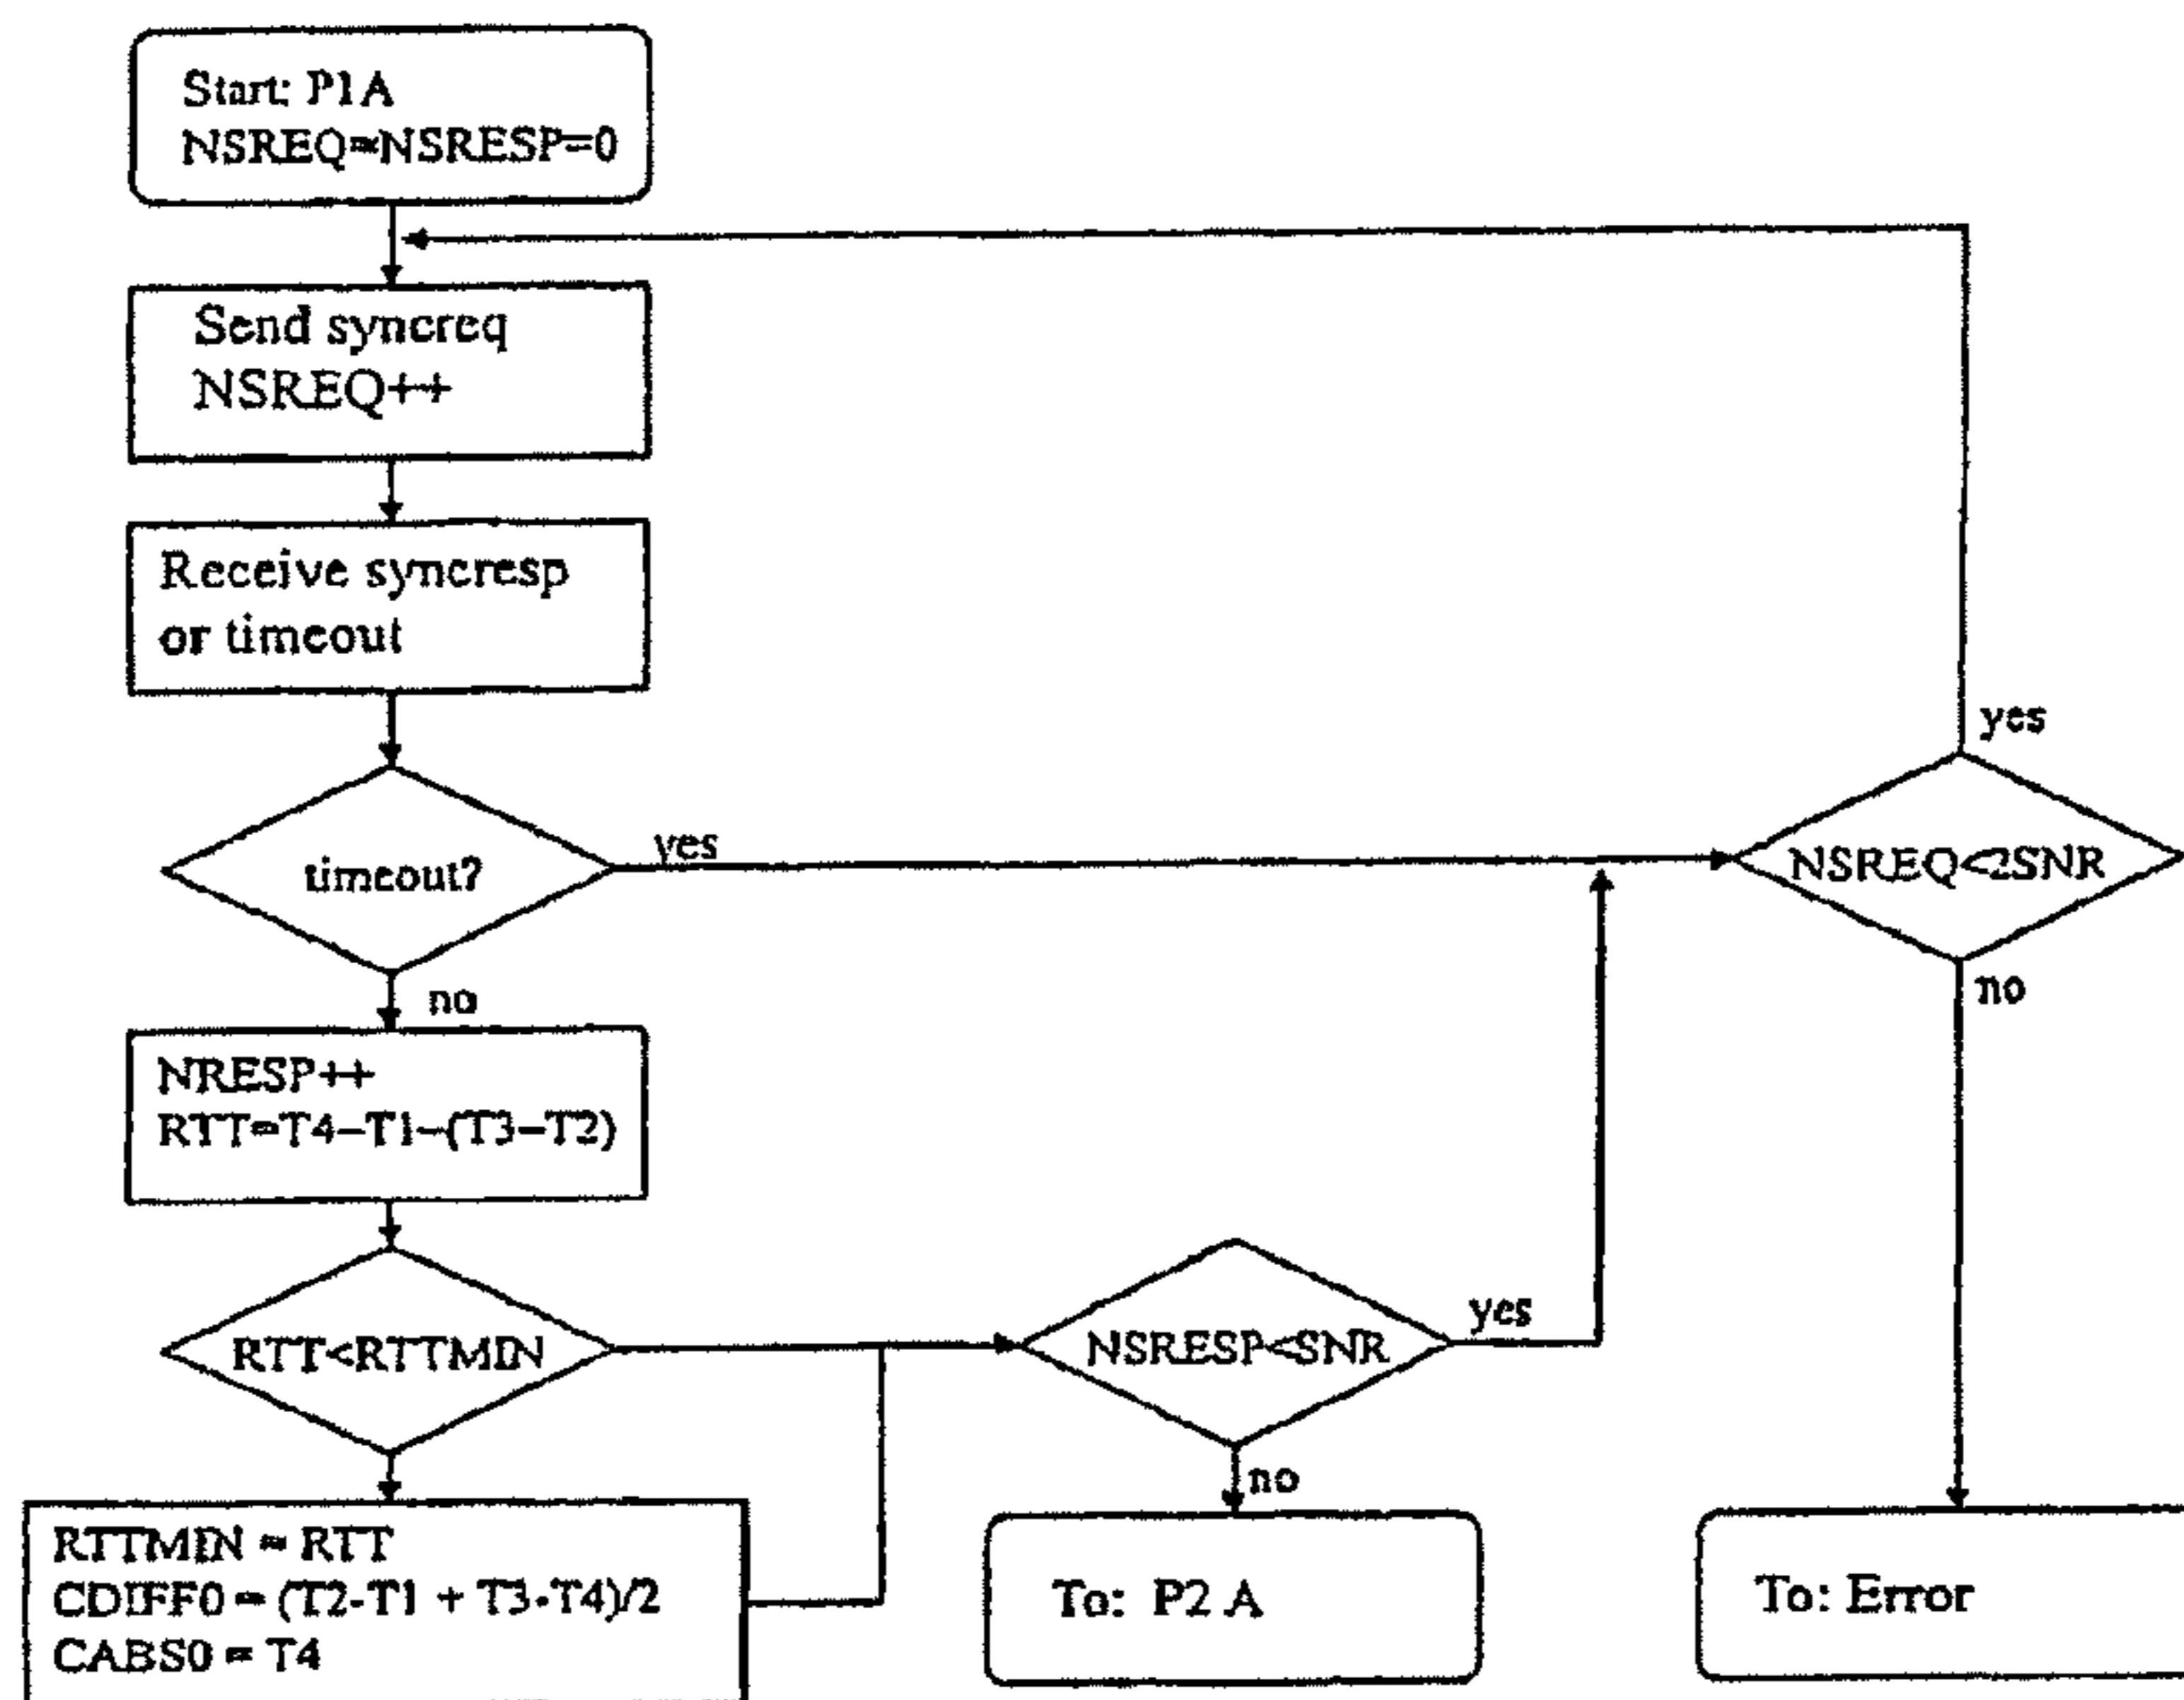 Start: P1A
NSREQ=NSRESP=0
Send syncreq
NSREQ++
Receive syncresp
or timeout
timeout?
yes
no
NSREQ<2SNR
yes
no
NRESP++
RTT=T4-T1-(T3-T2)
RTT<RTTMIN
NSRESP<SNR
yes
no
RTTMIN = RTT
CDIFF0 = (T2-T1 + T3-T4)/2
CABS0 = T4
To: P2 A
To: Error